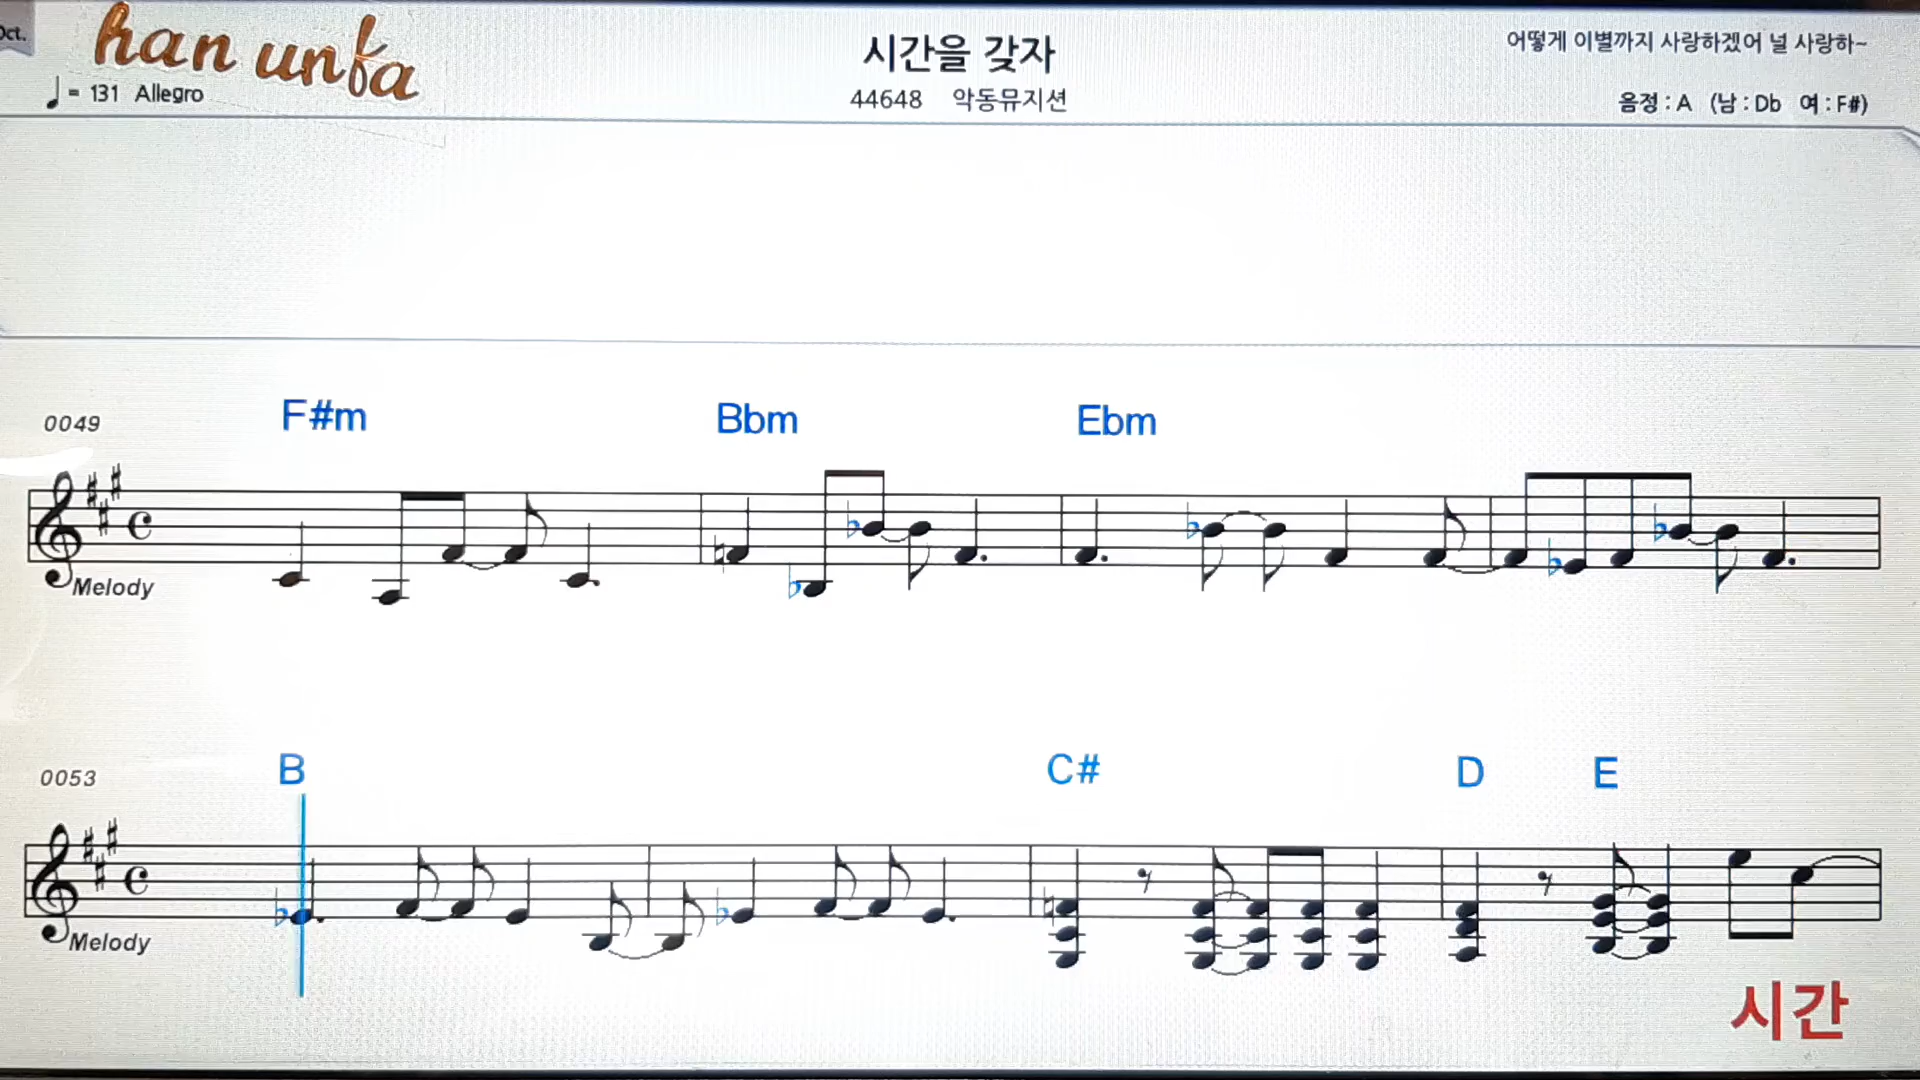 Oct.
han unfa
시간을 갖자
어떻게 이별까지 사랑하겠어 널 사랑하~
= 131 Allegro
44648 악동뮤지션
음정 : A (남 : Db 여 : F#)
F#m Bbm Ebm
0049
Melody
B C# D E
0053
Melody
시간